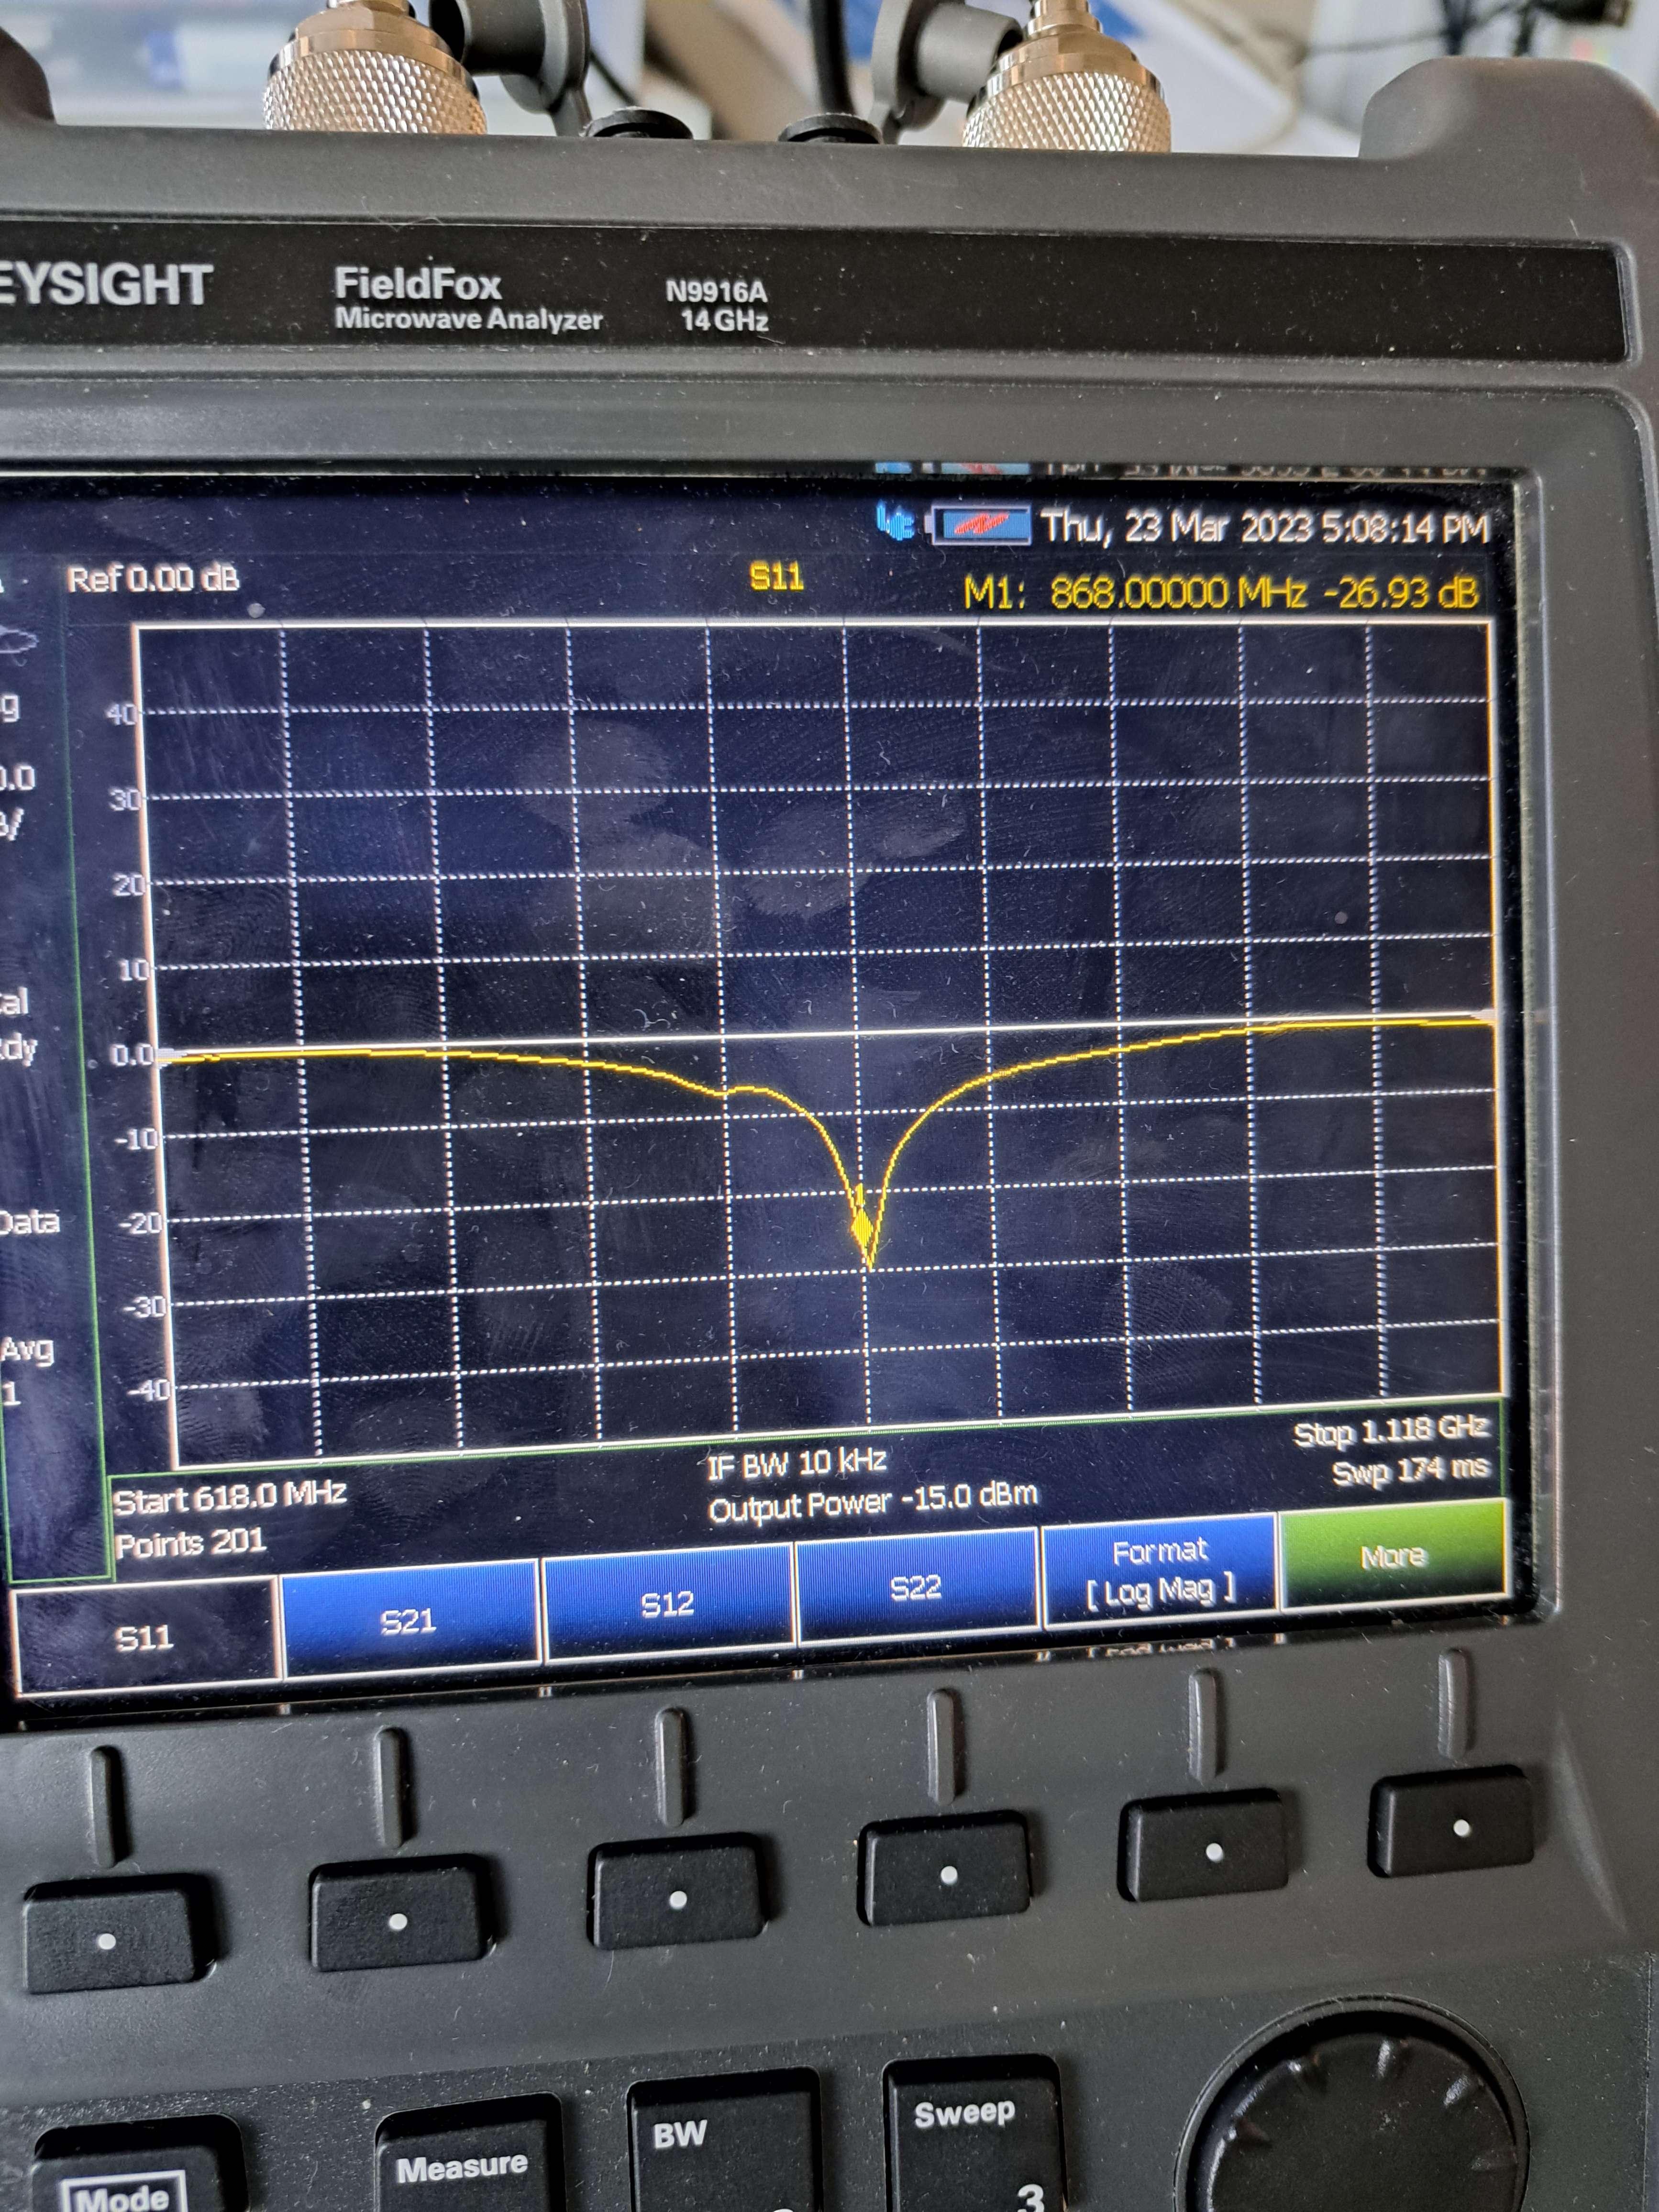 EYSIGHT
FieldFox
Microwave Analyzer
N9916A
14 GHz
Thu, 23 Mar 2023 5:08:14 PM
Ref 0.00 dB
S11
M1: 868.00000 MHz -26.93 dB
40
30
20
10
0.0
-10
-20
-30
-40
g
0.0
B/
al
dy
Data
Avg
1
1
Start 618.0 MHz
IF BW 10 kHz
Stop 1.118 GHz
Points 201
Output Power -15.0 dBm
Swp 174 ms
S11
S21
S12
S22
Format
[ Log Mag ]
More
Mode
Measure
BW
Sweep
3